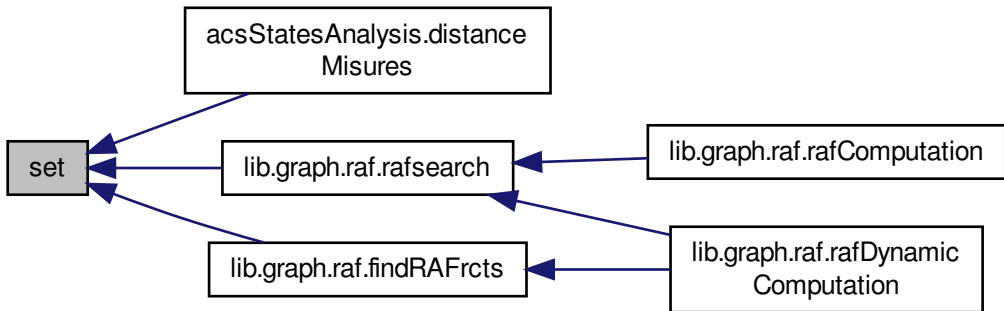 acsStatesAnalysis.distance
Misures
set
lib.graph.raf.rafsearch
lib.graph.raf.rafComputation
lib.graph.raf.findRAFrcts
lib.graph.raf.rafDynamic
Computation